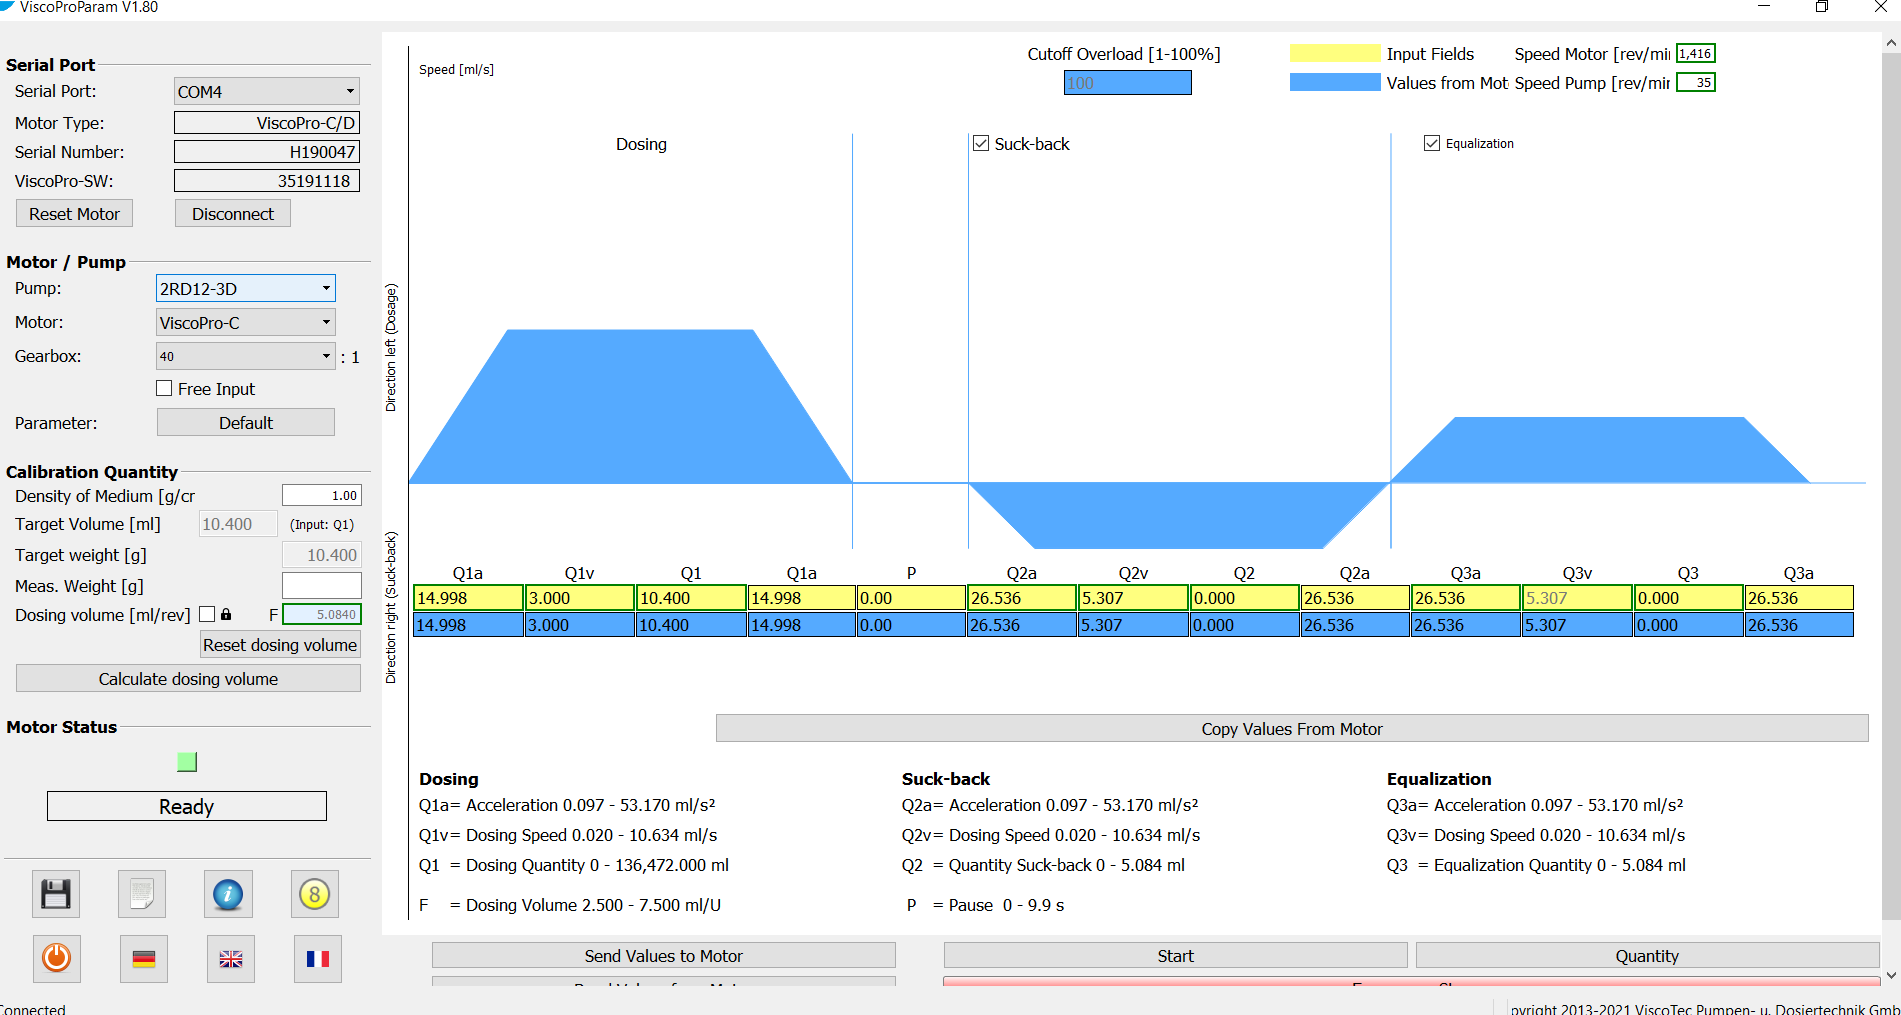 ViscoProParam V1.80
Serial Port
Serial Port:
COM4
Motor Type:
ViscoPro-C/D
Serial Number:
H190047
ViscoPro-SW:
35191118
Reset Motor
Disconnect
Motor / Pump
Pump:
2RD12-3D
Motor:
ViscoPro-C
Gearbox:
40
: 1
Free Input
Parameter:
Default
Calibration Quantity
Density of Medium [g/cr
1.00
Target Volume [ml]
10.400
(Input: Q1)
Target weight [g]
10.400
Meas. Weight [g]
Dosing volume [ml/rev]
F
5.0840
Reset dosing volume
Calculate dosing volume
Motor Status
Ready
8
Connected
Speed [ml/s]
Cutoff Overload [1-100%]
100
Input Fields
Values from Mot
Speed Motor [rev/mi
1,416
Speed Pump [rev/mi
35
Dosing
Suck-back
Equalization
Direction left (Dosage)
Direction right (Suck-back)
Q1a Q1v Q1 Q1a P Q2a Q2v Q2 Q2a Q3a Q3v Q3 Q3a
14.998 3.000 10.400 14.998 0.00 26.536 5.307 0.000 26.536 26.536 5.307 0.000 26.536
14.998 3.000 10.400 14.998 0.00 26.536 5.307 0.000 26.536 26.536 5.307 0.000 26.536
Copy Values From Motor
Dosing
Q1a= Acceleration 0.097 - 53.170 ml/s²
Q1v= Dosing Speed 0.020 - 10.634 ml/s
Q1 = Dosing Quantity 0 - 136,472.000 ml
F = Dosing Volume 2.500 - 7.500 ml/U
Suck-back
Q2a= Acceleration 0.097 - 53.170 ml/s²
Q2v= Dosing Speed 0.020 - 10.634 ml/s
Q2 = Quantity Suck-back 0 - 5.084 ml
P = Pause 0 - 9.9 s
Equalization
Q3a= Acceleration 0.097 - 53.170 ml/s²
Q3v= Dosing Speed 0.020 - 10.634 ml/s
Q3 = Equalization Quantity 0 - 5.084 ml
Send Values to Motor
Start
Quantity
pyright 2013-2021 ViscoTec Pumpen- u. Dosiertechnik Gmb